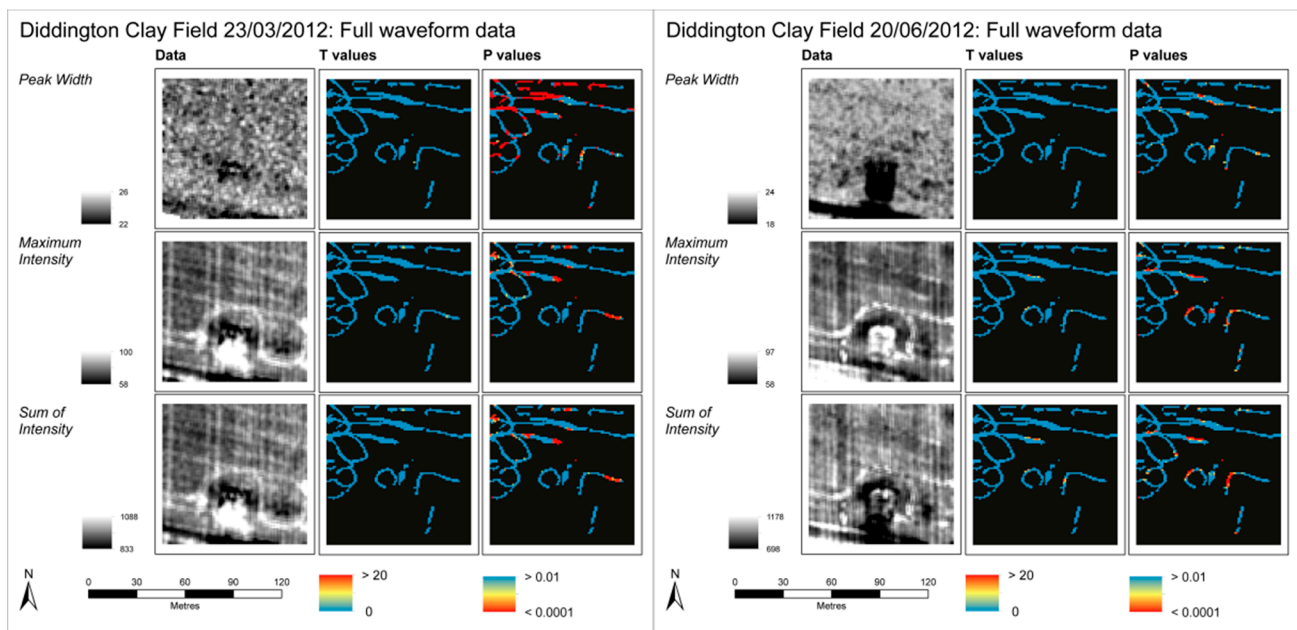 Diddington Clay Field 23/03/2012: Full waveform data
Data T values P values
Peak Width
26
22
Maximum
Intensity
100
58
Sum of
Intensity
1088
833
N
0 30 60 90 120
Metres
> 20
0
> 0.01
< 0.0001
Diddington Clay Field 20/06/2012: Full waveform data
Data T values P values
Peak Width
24
18
Maximum
Intensity
97
58
Sum of
Intensity
1178
698
N
0 30 60 90 120
Metres
> 20
0
> 0.01
< 0.0001